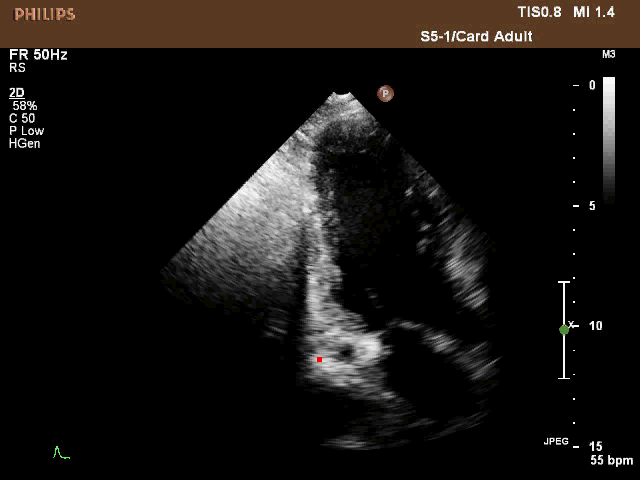 PHILIPS
TIS0.8 MI 1.4
S5-1/Card Adult
FR 50Hz
RS
2D
58%
C 50
P Low
HGen
P
M3
0
5
X
10
JPEG
15
55 bpm